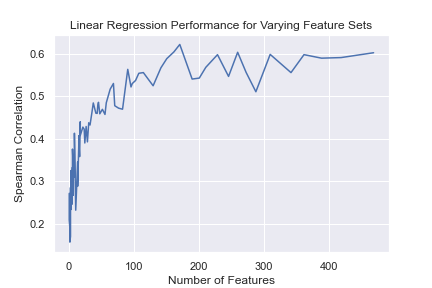 Linear Regression Performance for Varying Feature Sets
0.6
0.5
0.4
0.3
0.2
Spearman Correlation
0 100 200 300 400
Number of Features